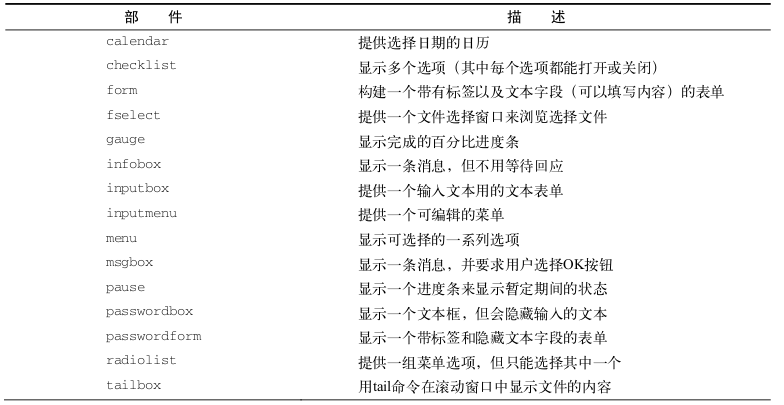 部 件 描 述
calendar 提供选择日期的日历
checklist 显示多个选项（其中每个选项都能打开或关闭）
form 构建一个带有标签以及文本字段（可以填写内容）的表单
fselect 提供一个文件选择窗口来浏览选择文件
gauge 显示完成的百分比进度条
infobox 显示一条消息，但不用等待回应
inputbox 提供一个输入文本用的文本表单
inputmenu 提供一个可编辑的菜单
menu 显示可选择的一系列选项
msgbox 显示一条消息，并要求用户选择OK按钮
pause 显示一个进度条来显示暂定期间的状态
passwordbox 显示一个文本框，但会隐藏输入的文本
passwordform 显示一个带标签和隐藏文本字段的表单
radiolist 提供一组菜单选项，但只能选择其中一个
tailbox 用tail命令在滚动窗口中显示文件的内容